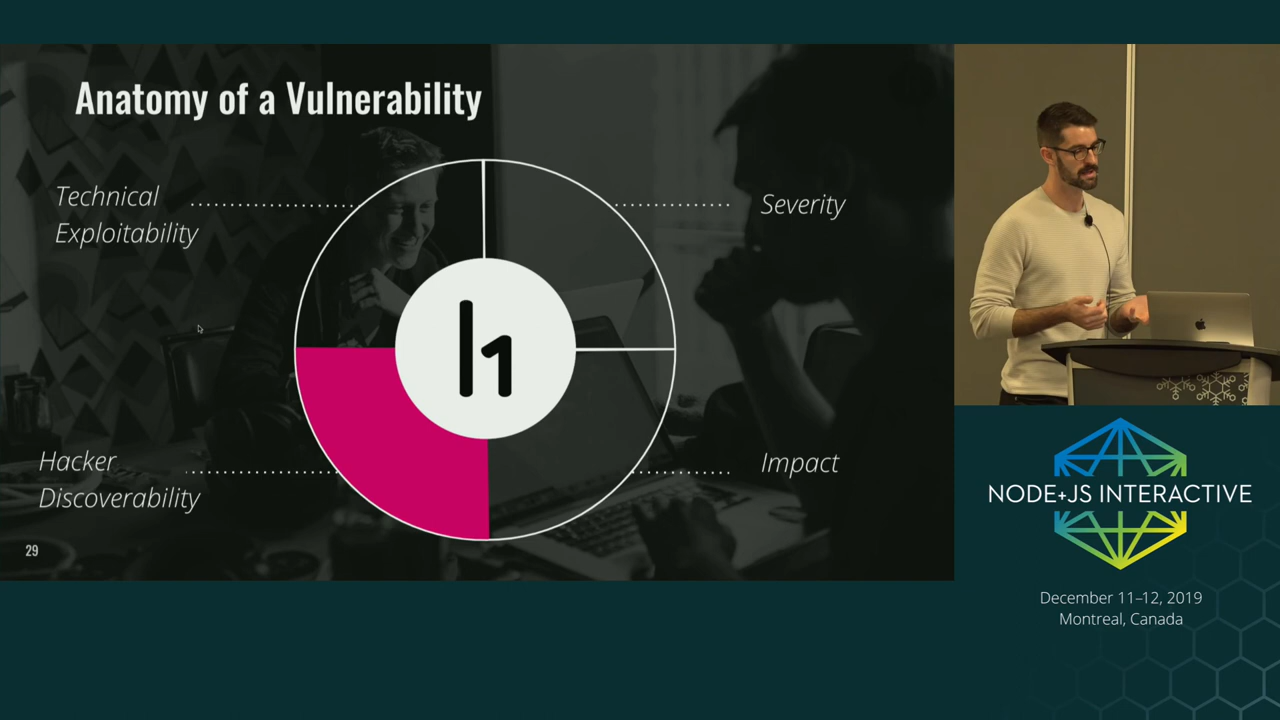 Anatomy of a Vulnerability
Technical
Exploitability
Severity
h1
Hacker
Discoverability
Impact
29
NODE+JS INTERACTIVE
December 11–12, 2019
Montreal, Canada